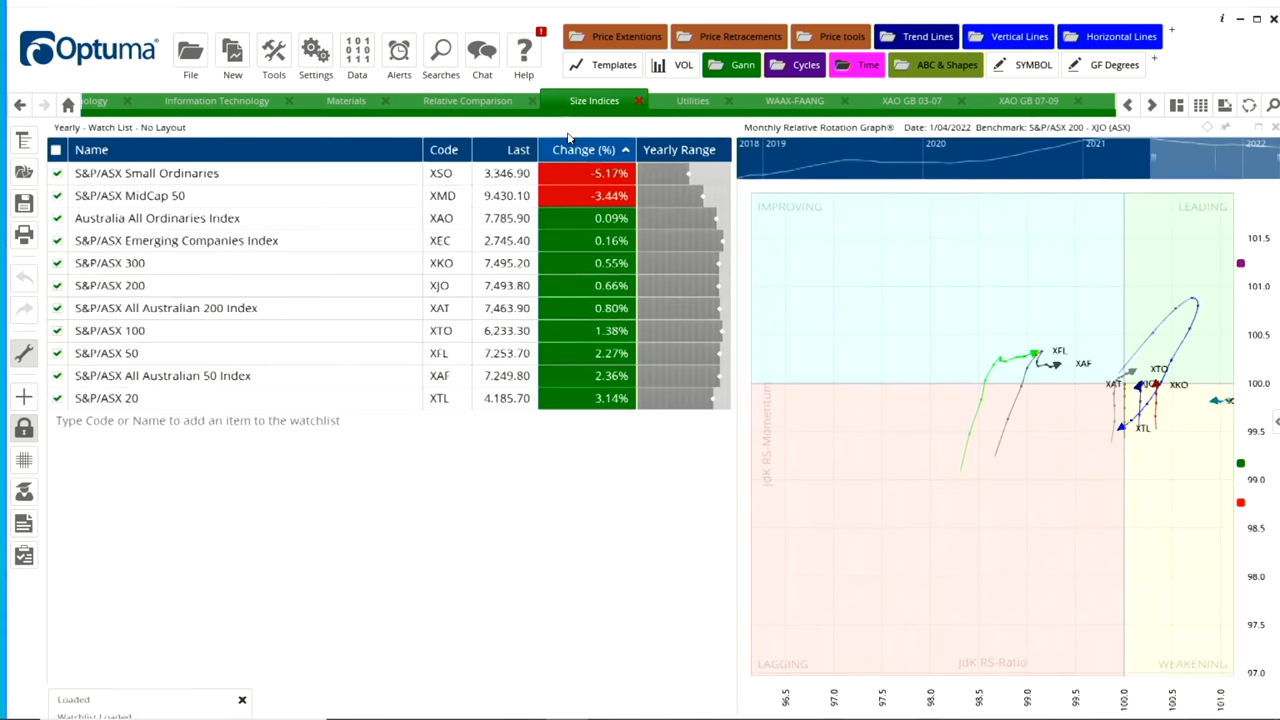 Optuma
File
New
Tools
Settings
Data
Alerts
Searches
Chat
Help
Price Extentions
Price Retracements
Price tools
Trend Lines
Vertical Lines
Horizontal Lines
Templates
VOL
Gann
Cycles
Time
ABC & Shapes
SYMBOL
GF Degrees
ology
Information Technology
Materials
Relative Comparison
Size Indices
Utilities
WAAX-FAANG
XAO GB 03-07
XAO GB 07-09
Yearly - Watch List - No Layout
Name Code Last Change (%) Yearly Range
S&P/ASX Small Ordinaries XSO 3,346.90 -5.17%
S&P/ASX MidCap 50 XMD 9,430.10 -3.44%
Australia All Ordinaries Index XAO 7,785.90 0.09%
S&P/ASX Emerging Companies Index XEC 2,745.40 0.16%
S&P/ASX 300 XKO 7,495.20 0.55%
S&P/ASX 200 XJO 7,493.80 0.66%
S&P/ASX All Australian 200 Index XAT 7,463.90 0.80%
S&P/ASX 100 XTO 6,233.30 1.38%
S&P/ASX 50 XFL 7,253.70 2.27%
S&P/ASX All Australian 50 Index XAF 7,249.80 2.36%
S&P/ASX 20 XTL 4,185.70 3.14%
Type Code or Name to add an item to the watchlist
Loaded
Watchlist Loaded
Monthly Relative Rotation Graph® Date: 1/04/2022 Benchmark: S&P/ASX 200 - XJO (ASX)
2018 2019 2020 2021 2022
IMPROVING
LEADING
XFL
XAF
XTO
XAT
XKO
XTL
JdK RS-Momentum
LAGGING
JdK RS-Ratio
WEAKENING
101.5
101.0
100.5
100.0
99.5
99.0
98.5
98.0
97.5
97.0
96.5 97.0 97.5 98.0 98.5 99.0 99.5 100.0 100.5 101.0